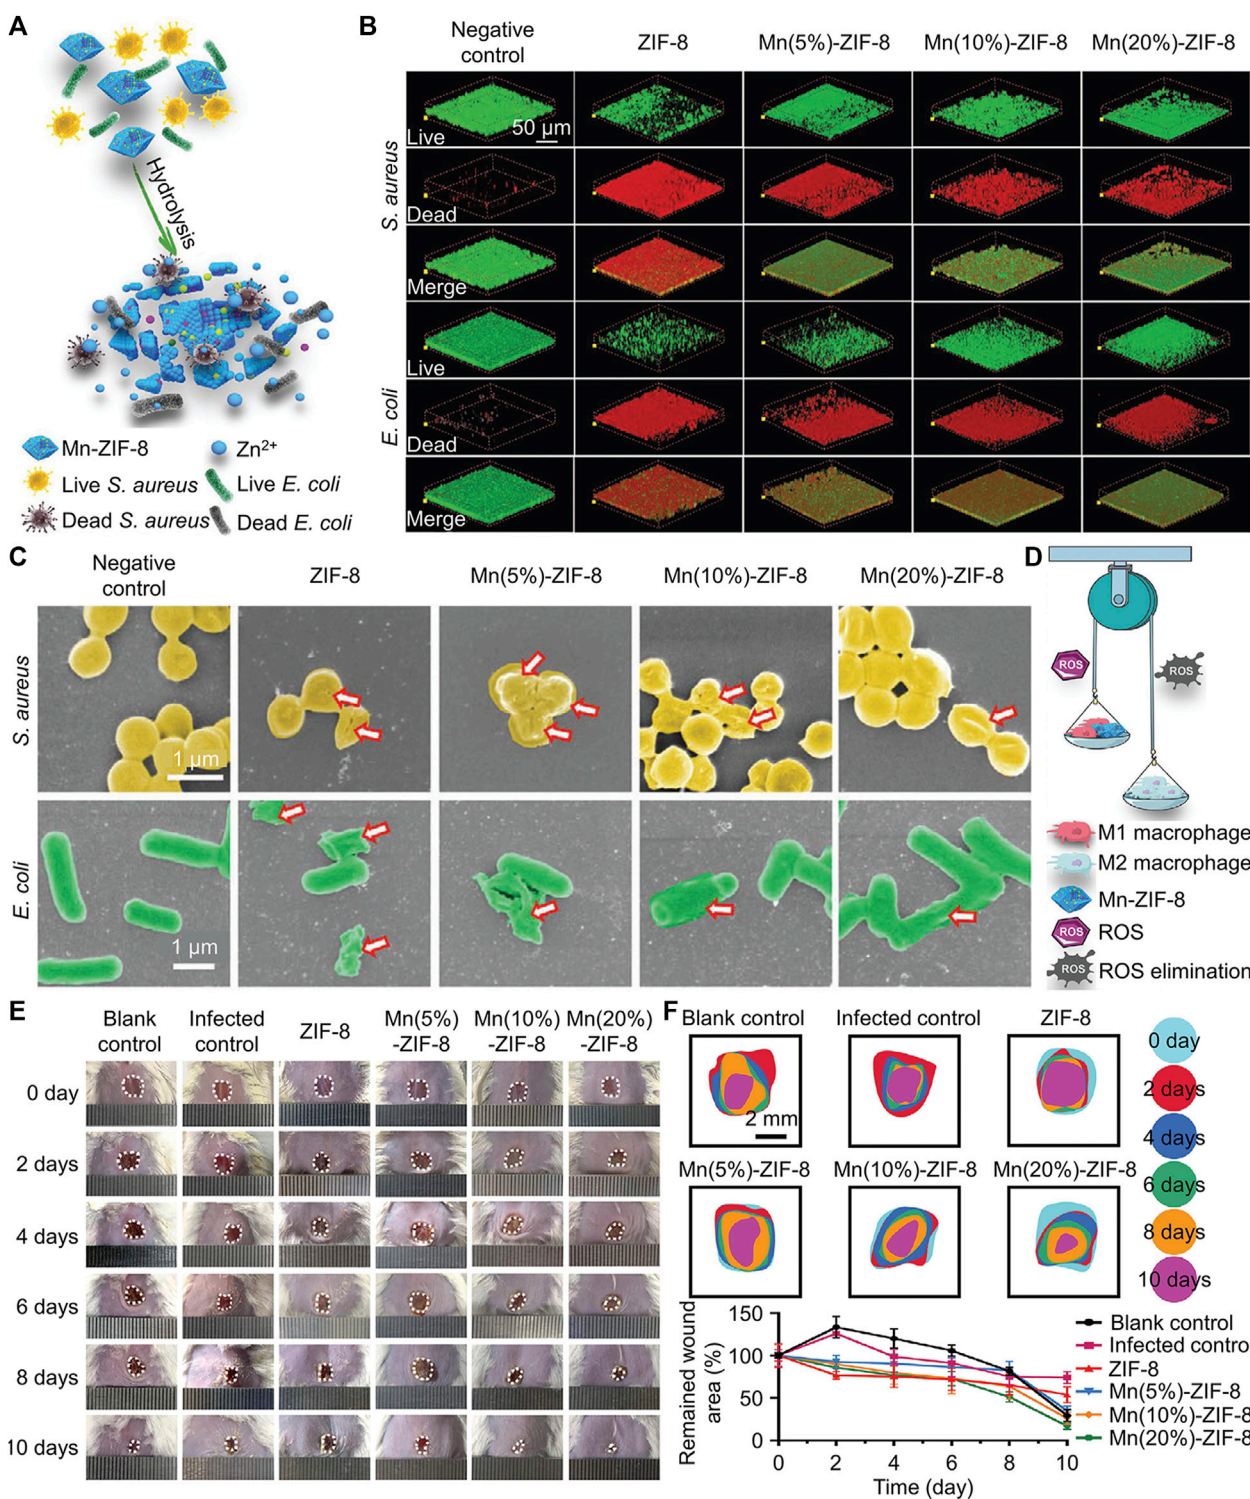 A
Hydrolysis
Mn-ZIF-8
Zn²⁺
Live S. aureus
Live E. coli
Dead S. aureus
Dead E. coli
B
Negative
control
ZIF-8
Mn(5%)-ZIF-8
Mn(10%)-ZIF-8
Mn(20%)-ZIF-8
S. aureus
Live
50 µm
Dead
Merge
E. coli
Live
Dead
Merge
C
Negative
control
ZIF-8
Mn(5%)-ZIF-8
Mn(10%)-ZIF-8
Mn(20%)-ZIF-8
S. aureus
1 µm
E. coli
1 µm
D
ROS
ROS
M1 macrophage
M2 macrophage
Mn-ZIF-8
ROS
ROS
ROS
ROS elimination
E
Blank
control
Infected
control
ZIF-8
Mn(5%)
-ZIF-8
Mn(10%)
-ZIF-8
Mn(20%)
-ZIF-8
0 day
2 days
4 days
6 days
8 days
10 days
F
Blank control
Infected control
ZIF-8
2 mm
Mn(5%)-ZIF-8
Mn(10%)-ZIF-8
Mn(20%)-ZIF-8
0 day
2 days
4 days
6 days
8 days
10 days
Remained wound
area (%)
150
100
50
0
0 2 4 6 8 10
Time (day)
Blank control
Infected control
ZIF-8
Mn(5%)-ZIF-8
Mn(10%)-ZIF-8
Mn(20%)-ZIF-8